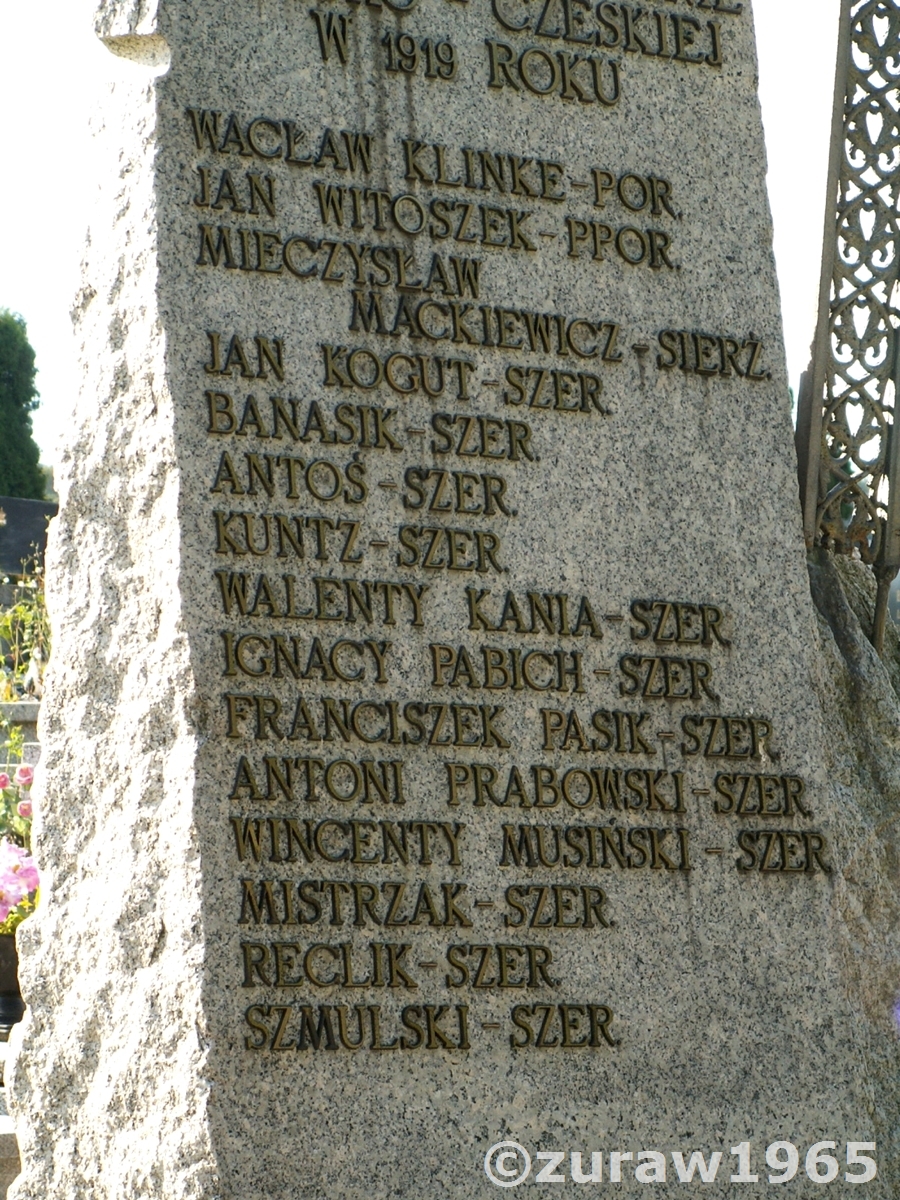 CZESKIEJ
W 1919 ROKU
WACŁAW KLINKE-POR.
JAN WITOSZEK-PPOR.
MIECZYSŁAW
MACKIEWICZ-SIERŻ.
JAN KOGUT-SZER.
BANASIK-SZER.
ANTOŚ-SZER.
KUNTZ-SZER.
WALENTY KANIA-SZER.
IGNACY PABICH-SZER.
FRANCISZEK PASIK-SZER.
ANTONI PRABOWSKI-SZER.
WINCENTY MUSIŃSKI-SZER.
MISTRZAK-SZER.
RECLIK-SZER.
SZMULSKI-SZER.
©zuraw1965